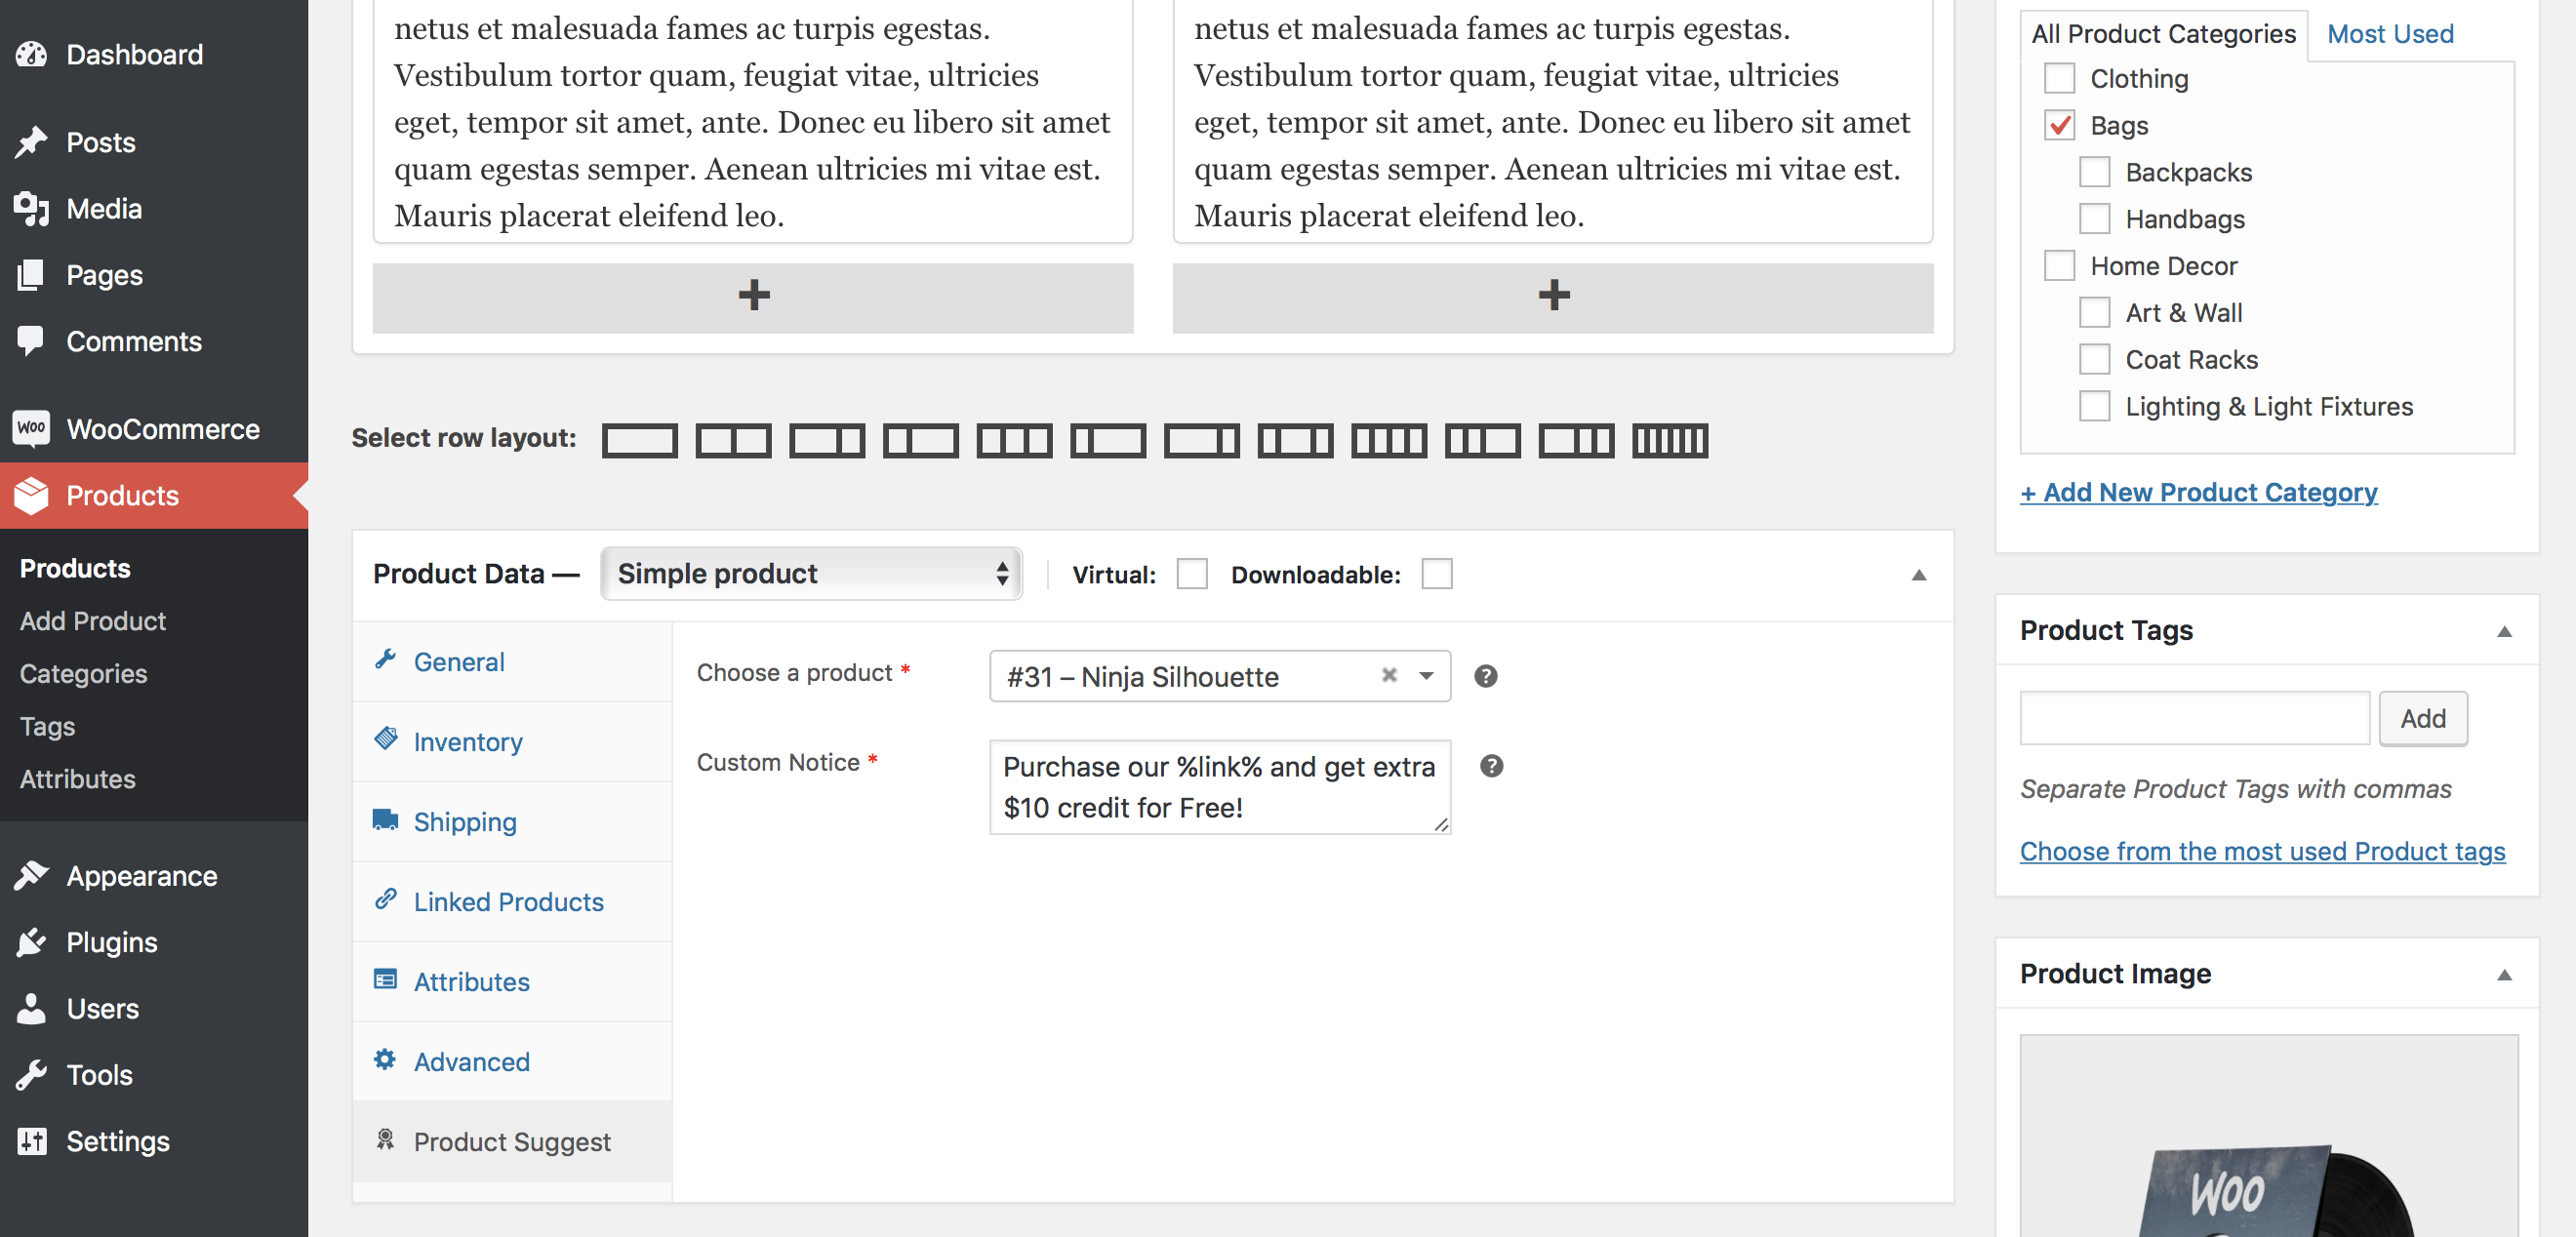 Dashboard
Posts
Media
Pages
Comments
WOO WooCommerce
Products
Products
Add Product
Categories
Tags
Attributes
Appearance
Plugins
Users
Tools
Settings
netus et malesuada fames ac turpis egestas.
Vestibulum tortor quam, feugiat vitae, ultricies
eget, tempor sit amet, ante. Donec eu libero sit amet
quam egestas semper. Aenean ultricies mi vitae est.
Mauris placerat eleifend leo.
+
netus et malesuada fames ac turpis egestas.
Vestibulum tortor quam, feugiat vitae, ultricies
eget, tempor sit amet, ante. Donec eu libero sit amet
quam egestas semper. Aenean ultricies mi vitae est.
Mauris placerat eleifend leo.
+
Select row layout:
Product Data — Simple product Virtual: Downloadable:
General
Inventory
Shipping
Linked Products
Attributes
Advanced
Product Suggest
Choose a product * #31 – Ninja Silhouette × ?
Custom Notice * Purchase our %link% and get extra ?
$10 credit for Free!
All Product Categories Most Used
Clothing
Bags
Backpacks
Handbags
Home Decor
Art & Wall
Coat Racks
Lighting & Light Fixtures
+ Add New Product Category
Product Tags
Add
Separate Product Tags with commas
Choose from the most used Product tags
Product Image
WOO